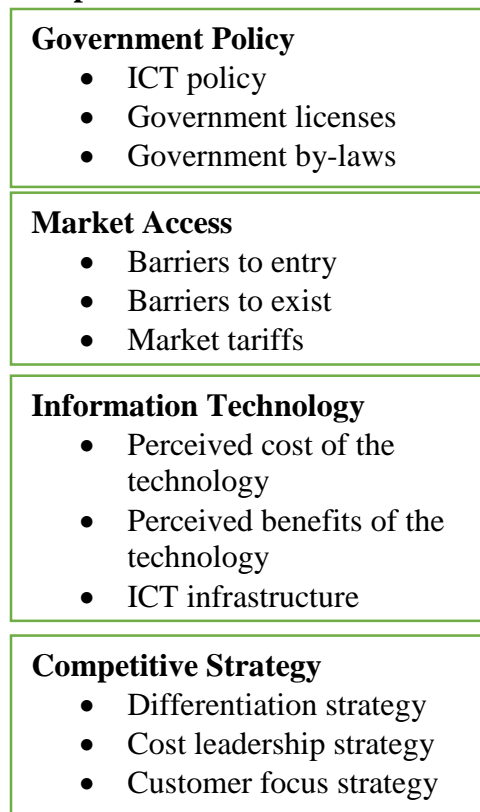 Government Policy
• ICT policy
• Government licenses
• Government by-laws
Market Access
• Barriers to entry
• Barriers to exist
• Market tariffs
Information Technology
• Perceived cost of the
technology
• Perceived benefits of the
technology
• ICT infrastructure
Competitive Strategy
• Differentiation strategy
• Cost leadership strategy
• Customer focus strategy